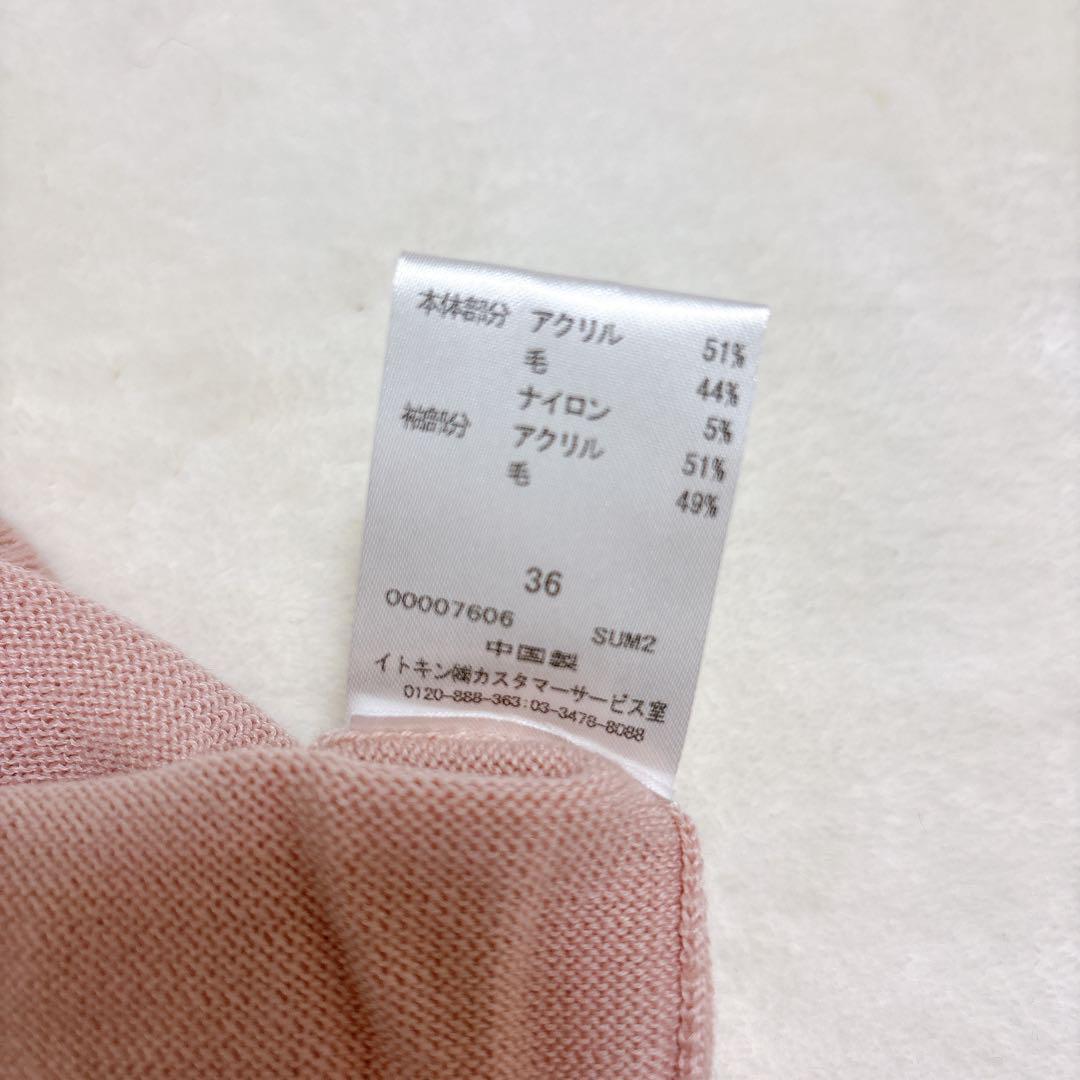 本体部分 アクリル 51%
毛 44%
ナイロン 5%
袖部分 アクリル 51%
毛 49%
36
00007606 SUM2
中国製
イトキン㈱カスタマーサービス室
0120-888-363:03-3478-8088